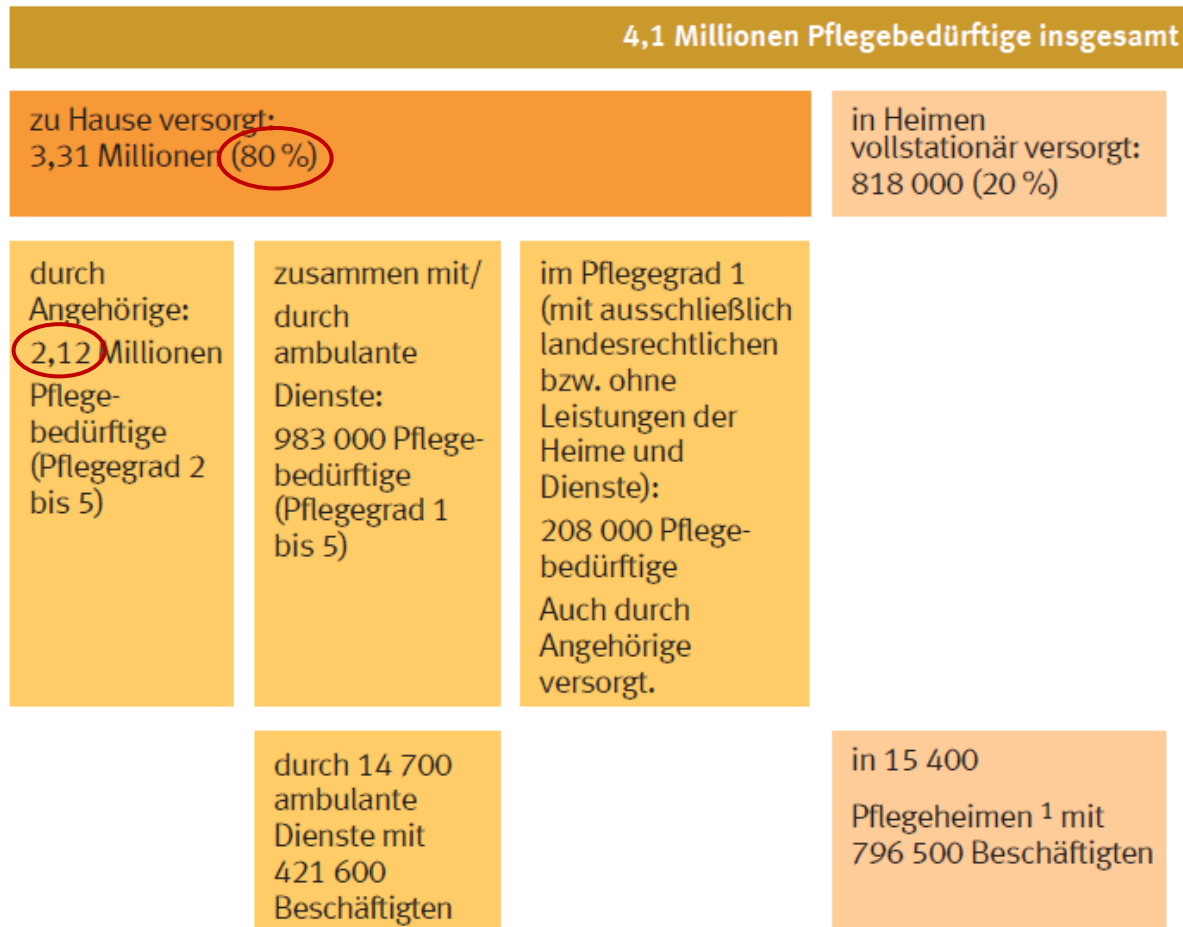 4,1 Millionen Pflegebedürftige insgesamt
zu Hause versorgt:
3,31 Millionen (80 %)
in Heimen
vollstationär versorgt:
818 000 (20 %)
durch
Angehörige:
2,12 Millionen
Pflege-
bedürftige
(Pflegegrad 2
bis 5)
zusammen mit/
durch
ambulante
Dienste:
983 000 Pflege-
bedürftige
(Pflegegrad 1
bis 5)
im Pflegegrad 1
(mit ausschließlich
landesrechtlichen
bzw. ohne
Leistungen der
Heime und
Dienste):
208 000 Pflege-
bedürftige
Auch durch
Angehörige
versorgt.
durch 14 700
ambulante
Dienste mit
421 600
Beschäftigten
in 15 400
Pflegeheimen 1 mit
796 500 Beschäftigten